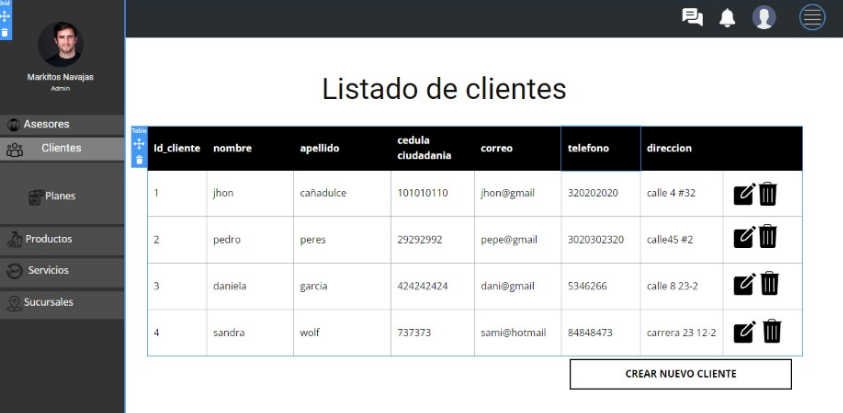 Grid
Markitos Navajas
Admin
Asesores
Clientes
Planes
Productos
Servicios
Sucursales
Listado de clientes
Table
Id_cliente nombre apellido cedula ciudadania correo telefono direccion
1 jhon cañadulce 101010110 jhon@gmail 320202020 calle 4 #32
2 pedro peres 29292992 pepe@gmail 3020302320 calle45 #2
3 daniela garcia 424242424 dani@gmail 5346266 calle 8 23-2
4 sandra wolf 737373 sami@hotmail 84848473 carrera 23 12-2
CREAR NUEVO CLIENTE